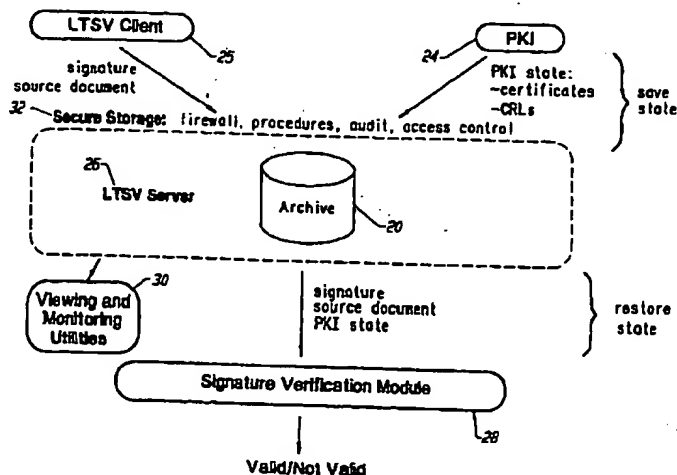 LTSV Client
25
signature
source document
24
PKI
PKI state:
-certificates
-CRLs
save
state
32
Secure Storage: firewall, procedures, audit, access control
26
LTSV Server
Archive
20
30
Viewing and
Monitoring
Utilities
signature
source document
PKI state
restore
state
Signature Verification Module
28
Valid/Not Valid